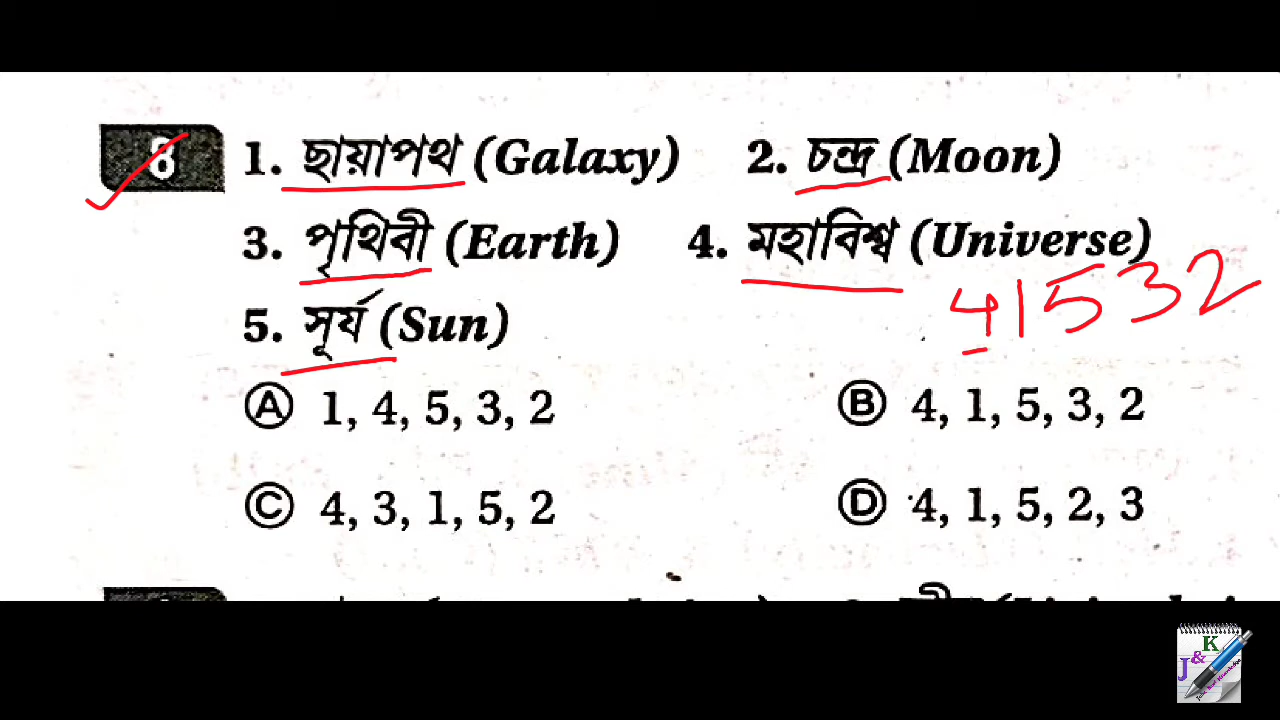 8 1. ছায়াপথ (Galaxy) 2. চন্দ্র (Moon)
3. পৃথিবী (Earth) 4. মহাবিশ্ব (Universe)
41532
5. সূর্য (Sun)
A 1, 4, 5, 3, 2 B 4, 1, 5, 3, 2
C 4, 3, 1, 5, 2 D 4, 1, 5, 2, 3
J&K